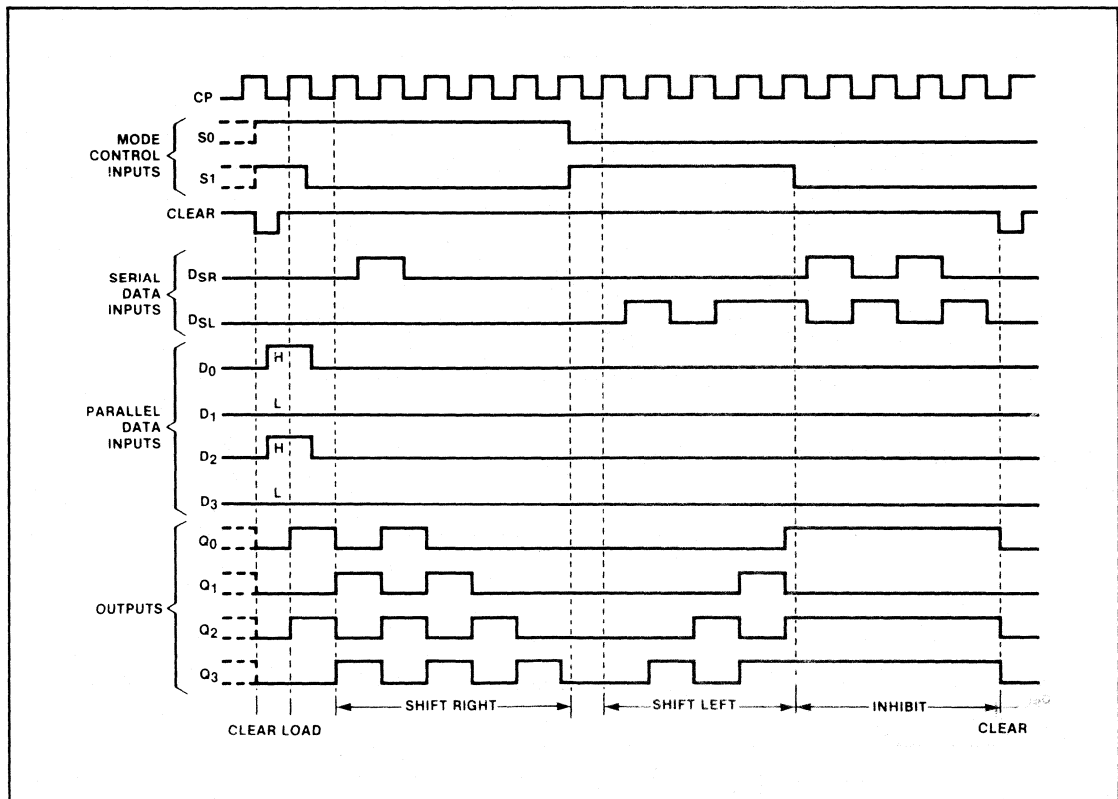 CP
MODE
CONTROL
INPUTS
S0
S1
CLEAR
SERIAL
DATA
INPUTS
DSR
DSL
PARALLEL
DATA
INPUTS
D0
H
D1
L
D2
H
D3
L
OUTPUTS
Q0
Q1
Q2
Q3
SHIFT RIGHT
SHIFT LEFT
INHIBIT
CLEAR LOAD
CLEAR